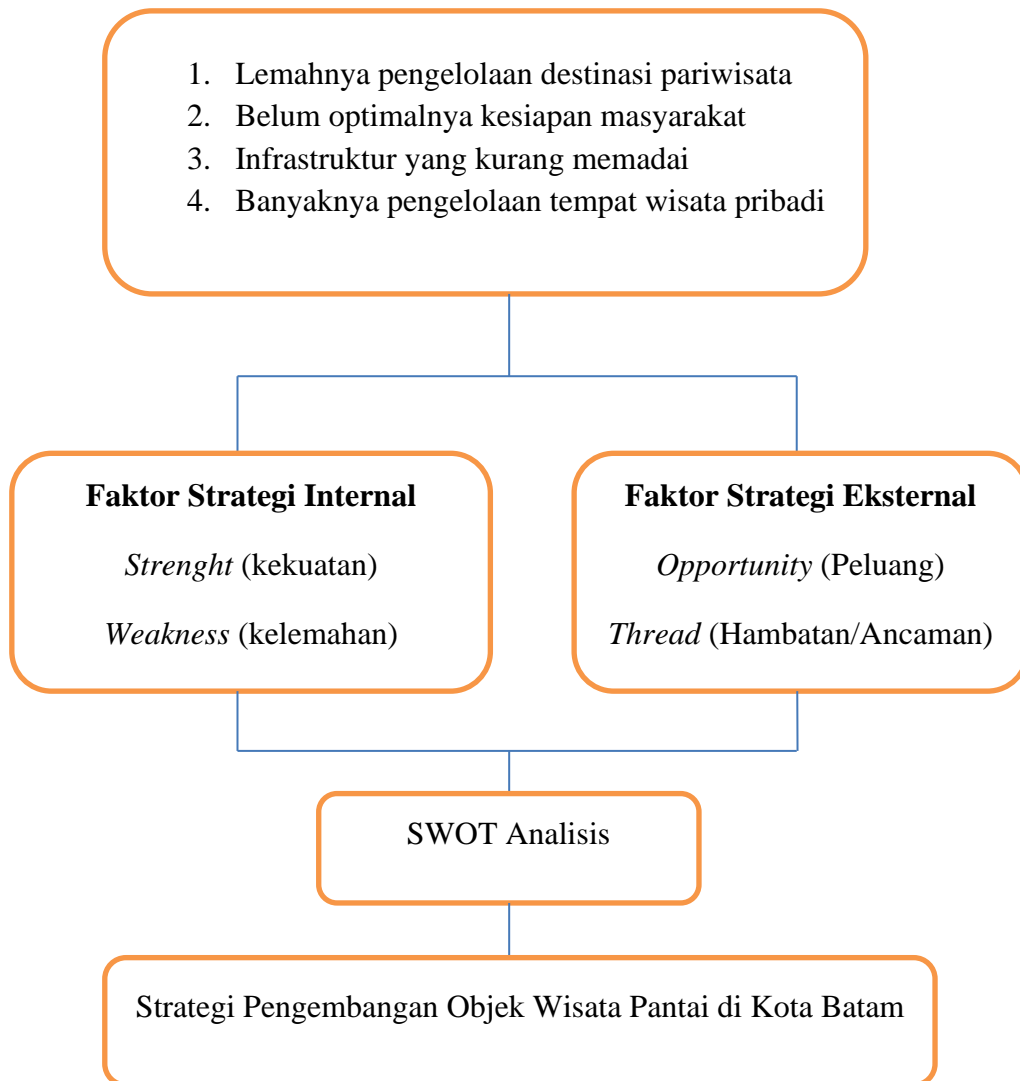 1. Lemahnya pengelolaan destinasi pariwisata
2. Belum optimalnya kesiapan masyarakat
3. Infrastruktur yang kurang memadai
4. Banyaknya pengelolaan tempat wisata pribadi
Faktor Strategi Internal
Strenght (kekuatan)
Weakness (kelemahan)
Faktor Strategi Eksternal
Opportunity (Peluang)
Thread (Hambatan/Ancaman)
SWOT Analisis
Strategi Pengembangan Objek Wisata Pantai di Kota Batam